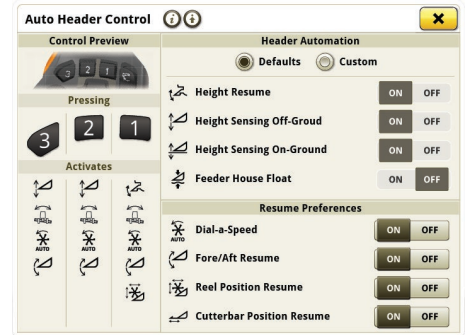 Auto Header Control i
Control Preview
3 2 1
Pressing
3 2 1
Activates
AUTO AUTO AUTO
Header Automation
Defaults Custom
Height Resume ON OFF
Height Sensing Off-Groud ON OFF
Height Sensing On-Ground ON OFF
Feeder House Float ON OFF
Resume Preferences
AUTO Dial-a-Speed ON OFF
Fore/Aft Resume ON OFF
Reel Position Resume ON OFF
Cutterbar Position Resume ON OFF